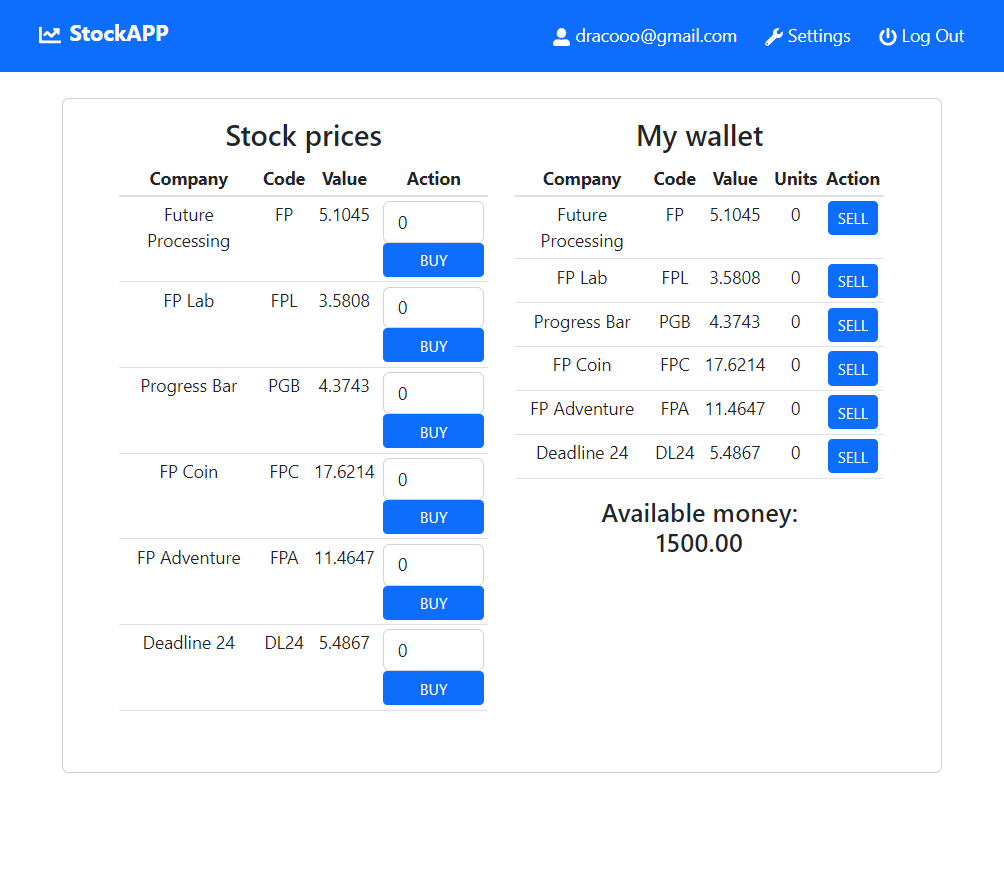 StockAPP
dracooo@gmail.com Settings Log Out
Stock prices
Company Code Value Action
Future Processing FP 5.1045 0
BUY
FP Lab FPL 3.5808 0
BUY
Progress Bar PGB 4.3743 0
BUY
FP Coin FPC 17.6214 0
BUY
FP Adventure FPA 11.4647 0
BUY
Deadline 24 DL24 5.4867 0
BUY
My wallet
Company Code Value Units Action
Future Processing FP 5.1045 0 SELL
FP Lab FPL 3.5808 0 SELL
Progress Bar PGB 4.3743 0 SELL
FP Coin FPC 17.6214 0 SELL
FP Adventure FPA 11.4647 0 SELL
Deadline 24 DL24 5.4867 0 SELL
Available money:
1500.00